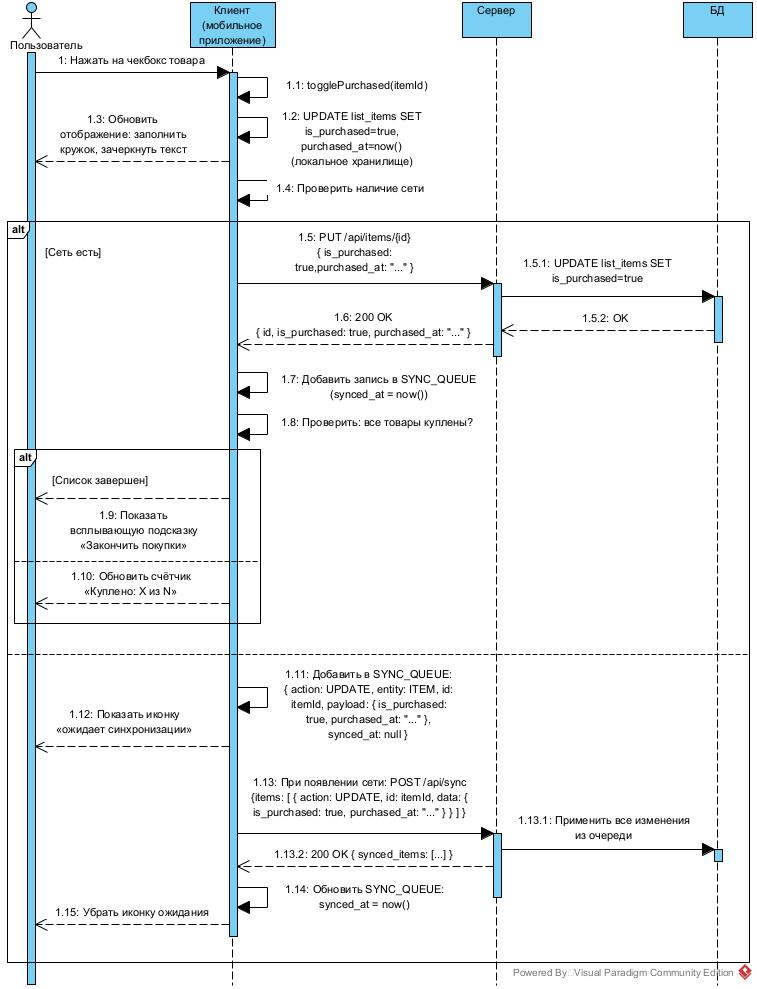 Пользователь
Клиент
(мобильное
приложение)
Сервер
БД
1: Нажать на чекбокс товара
1.1: togglePurchased(itemId)
1.2: UPDATE list_items SET
is_purchased=true,
purchased_at=now()
(локальное хранилище)
1.3: Обновить
отображение: заполнить
кружок, зачеркнуть текст
1.4: Проверить наличие сети
alt
[Сеть есть]
1.5: PUT /api/items/{id}
{ is_purchased:
true,purchased_at: "..." }
1.5.1: UPDATE list_items SET
is_purchased=true
1.5.2: OK
1.6: 200 OK
{ id, is_purchased: true, purchased_at: "..." }
1.7: Добавить запись в SYNC_QUEUE
(synced_at = now())
1.8: Проверить: все товары куплены?
alt
[Список завершен]
1.9: Показать
всплывающую подсказку
«Закончить покупки»
1.10: Обновить счётчик
«Куплено: X из N»
1.11: Добавить в SYNC_QUEUE:
{ action: UPDATE, entity: ITEM, id:
itemId, payload: { is_purchased:
true, purchased_at: "..." },
synced_at: null }
1.12: Показать иконку
«ожидает синхронизации»
1.13: При появлении сети: POST /api/sync
{items: [ { action: UPDATE, id: itemId, data: {
is_purchased: true, purchased_at: "..." } } ] }
1.13.1: Применить все изменения
из очереди
1.13.2: 200 OK { synced_items: [...] }
1.14: Обновить SYNC_QUEUE:
synced_at = now()
1.15: Убрать иконку ожидания
Powered By Visual Paradigm Community Edition